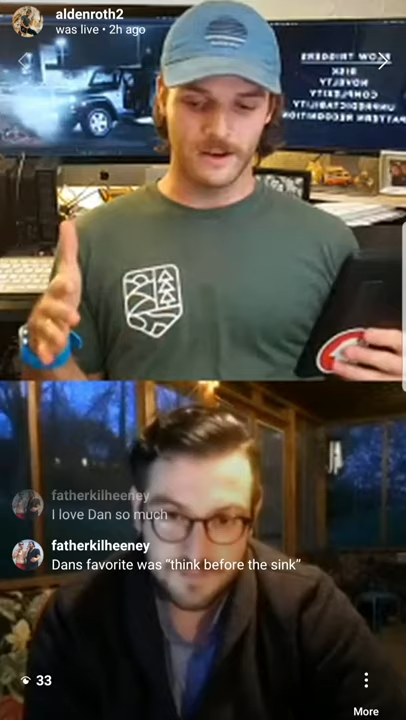 aldenroth2
was live • 2h ago
FLOW TRIGGERS
RISK
NOVELTY
COMPLEXITY
UNPREDICTABILITY
PATTERN RECOGNITION
fatherkilheeney
I love Dan so much
fatherkilheeney
Dans favorite was “think before the sink”
33
More